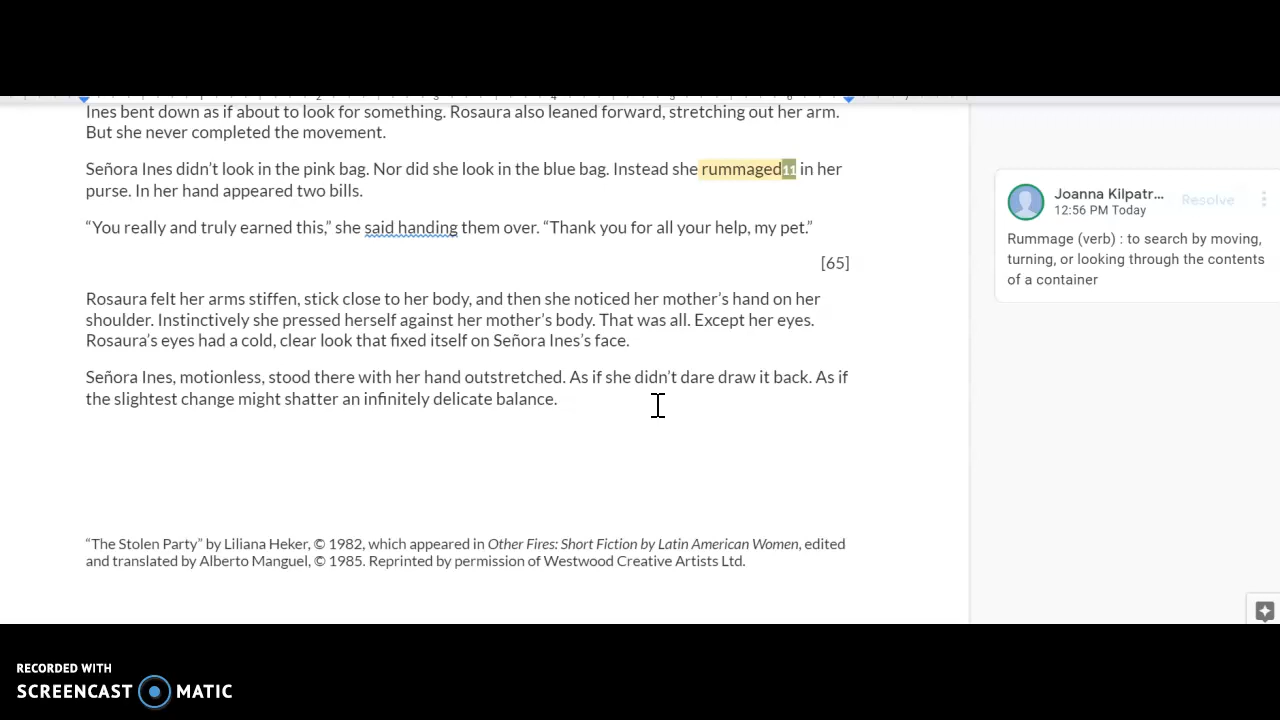 Ines bent down as if about to look for something. Rosaura also leaned forward, stretching out her arm.
But she never completed the movement.
Señora Ines didn’t look in the pink bag. Nor did she look in the blue bag. Instead she rummaged11 in her
purse. In her hand appeared two bills.
“You really and truly earned this,” she said handing them over. “Thank you for all your help, my pet.”
[65]
Rosaura felt her arms stiffen, stick close to her body, and then she noticed her mother’s hand on her
shoulder. Instinctively she pressed herself against her mother’s body. That was all. Except her eyes.
Rosaura’s eyes had a cold, clear look that fixed itself on Señora Ines’s face.
Señora Ines, motionless, stood there with her hand outstretched. As if she didn’t dare draw it back. As if
the slightest change might shatter an infinitely delicate balance.
“The Stolen Party” by Liliana Heker, © 1982, which appeared in Other Fires: Short Fiction by Latin American Women, edited
and translated by Alberto Manguel, © 1985. Reprinted by permission of Westwood Creative Artists Ltd.
Joanna Kilpatr...
Resolve
12:56 PM Today
Rummage (verb) : to search by moving,
turning, or looking through the contents
of a container
RECORDED WITH
SCREENCAST MATIC